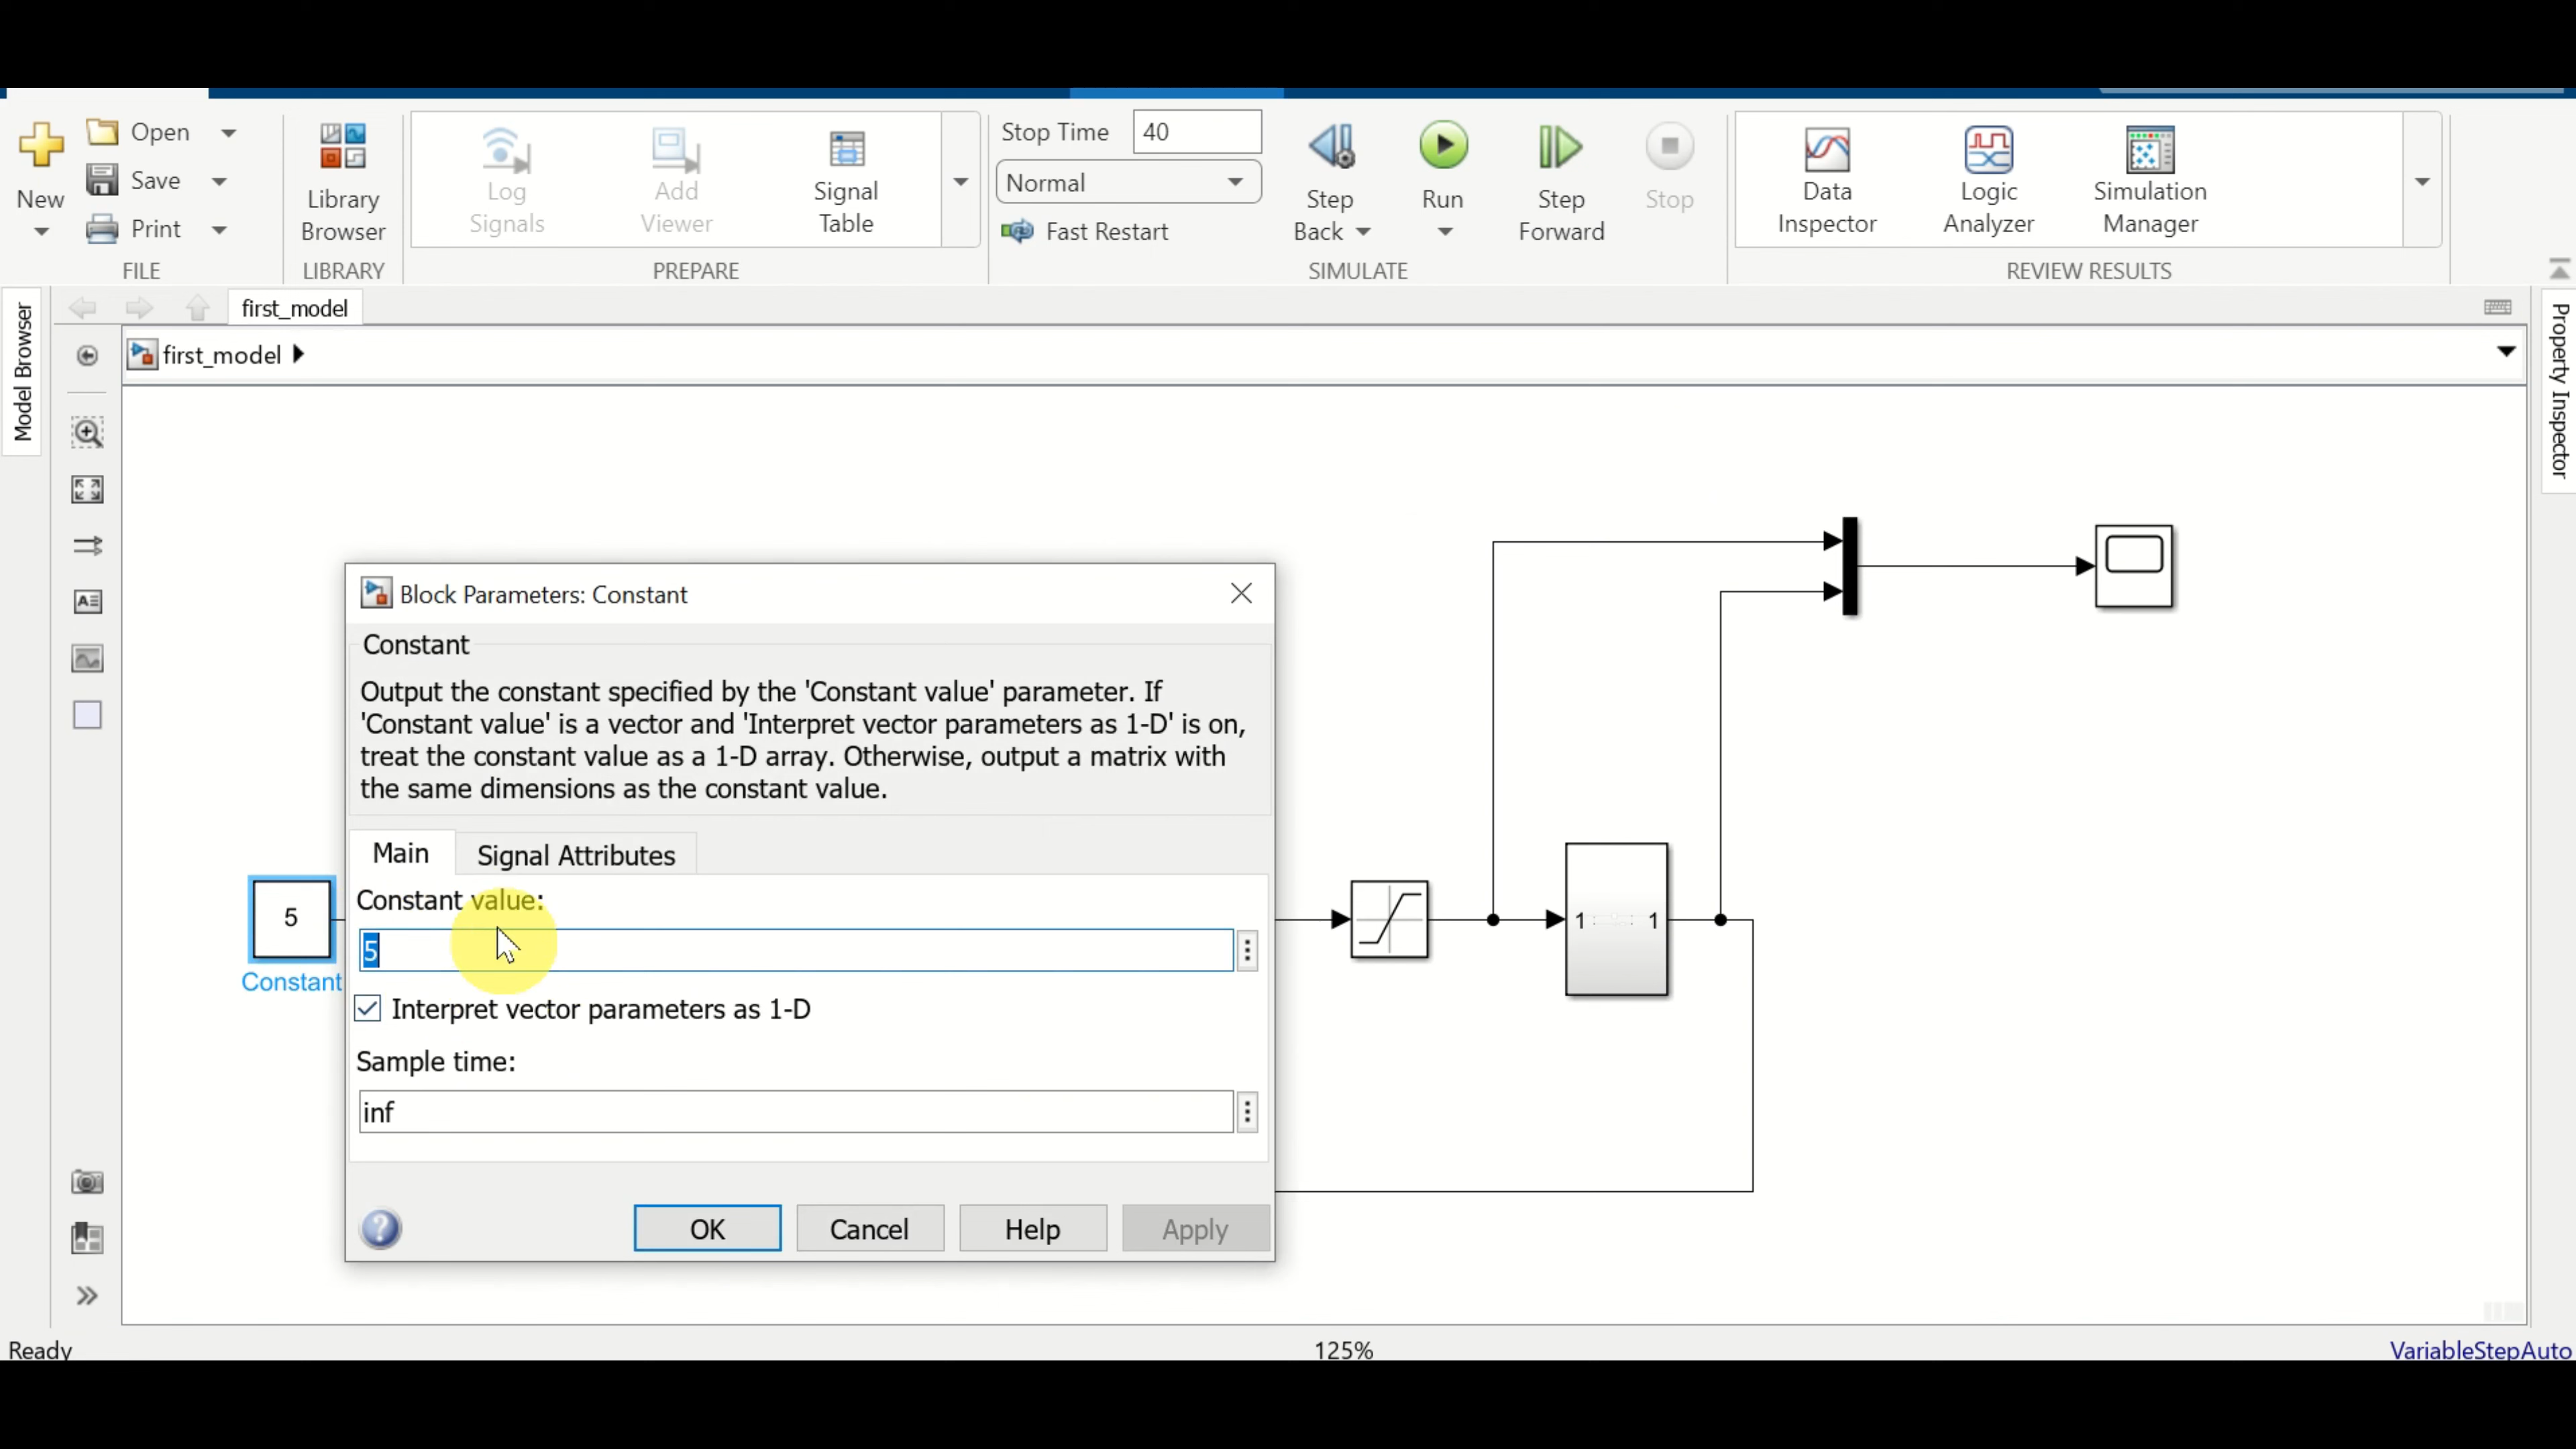 New
Open
Save
Print
FILE
Library
Browser
LIBRARY
Log
Signals
Add
Viewer
Signal
Table
PREPARE
Stop Time 40
Normal
Fast Restart
Step
Back
Run
Step
Forward
Stop
SIMULATE
Data
Inspector
Logic
Analyzer
Simulation
Manager
REVIEW RESULTS
Model Browser
first_model
first_model
Property Inspector
Block Parameters: Constant
Constant
Output the constant specified by the 'Constant value' parameter. If
'Constant value' is a vector and 'Interpret vector parameters as 1-D' is on,
treat the constant value as a 1-D array. Otherwise, output a matrix with
the same dimensions as the constant value.
Main
Signal Attributes
Constant value:
5
Interpret vector parameters as 1-D
Sample time:
inf
OK
Cancel
Help
Apply
5
Constant
1 1
Ready
125%
VariableStepAuto